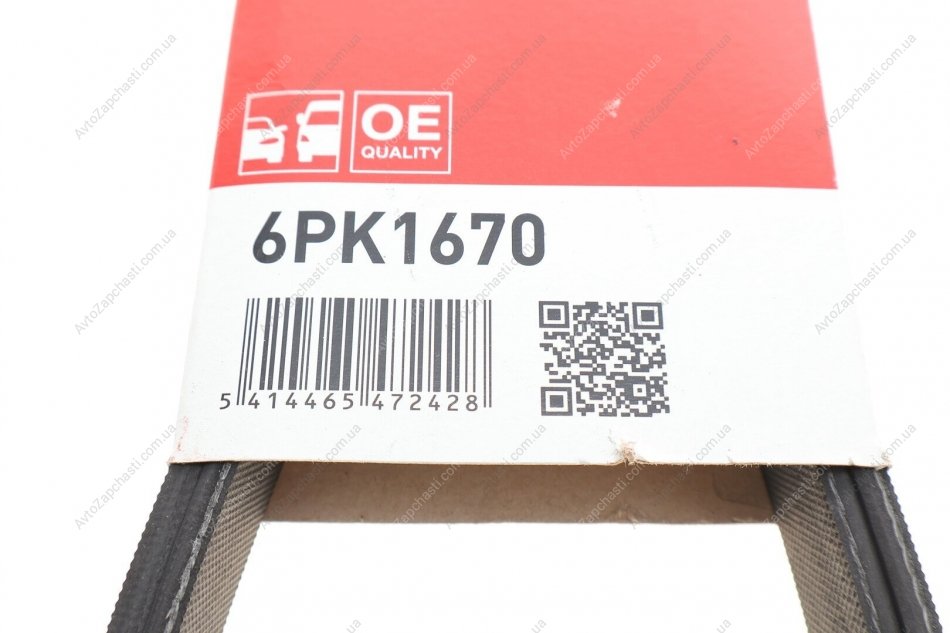 OE
QUALITY
6PK1670
5 414465 472428
AvtoZapchasti.com.ua